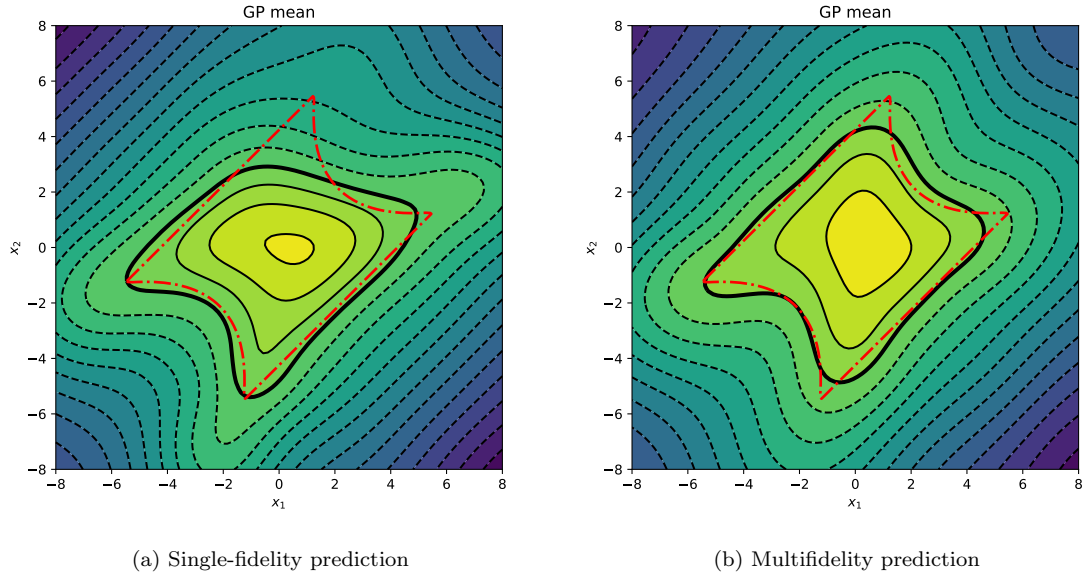 GP mean
8
6
4
2
0
−2
−4
−6
−8
x₂
−8 −6 −4 −2 0 2 4 6 8
x₁
(a) Single-fidelity prediction
GP mean
8
6
4
2
0
−2
−4
−6
−8
x₂
−8 −6 −4 −2 0 2 4 6 8
x₁
(b) Multifidelity prediction